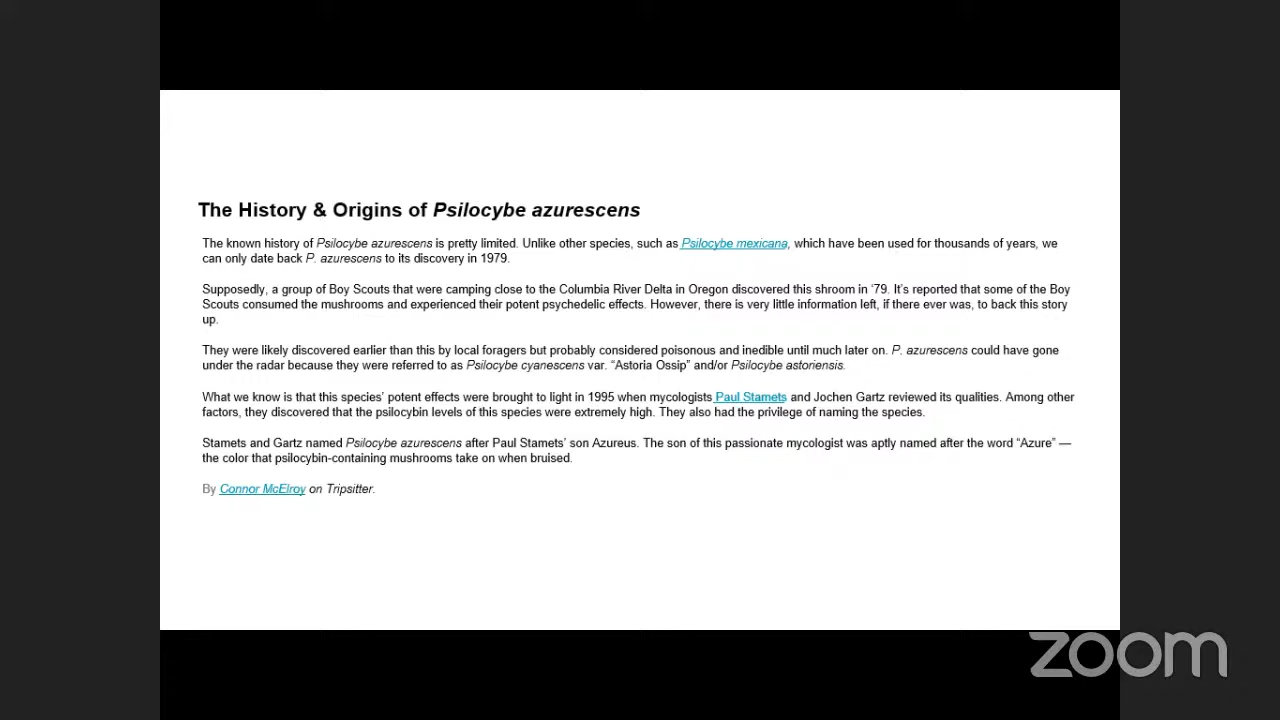 The History & Origins of Psilocybe azurescens
The known history of Psilocybe azurescens is pretty limited. Unlike other species, such as Psilocybe mexicana, which have been used for thousands of years, we
can only date back P. azurescens to its discovery in 1979.
Supposedly, a group of Boy Scouts that were camping close to the Columbia River Delta in Oregon discovered this shroom in ‘79. It’s reported that some of the Boy
Scouts consumed the mushrooms and experienced their potent psychedelic effects. However, there is very little information left, if there ever was, to back this story
up.
They were likely discovered earlier than this by local foragers but probably considered poisonous and inedible until much later on. P. azurescens could have gone
under the radar because they were referred to as Psilocybe cyanescens var. “Astoria Ossip” and/or Psilocybe astoriensis.
What we know is that this species’ potent effects were brought to light in 1995 when mycologists Paul Stamets and Jochen Gartz reviewed its qualities. Among other
factors, they discovered that the psilocybin levels of this species were extremely high. They also had the privilege of naming the species.
Stamets and Gartz named Psilocybe azurescens after Paul Stamets’ son Azureus. The son of this passionate mycologist was aptly named after the word “Azure” —
the color that psilocybin-containing mushrooms take on when bruised.
By Connor McElroy on Tripsitter.
zoom